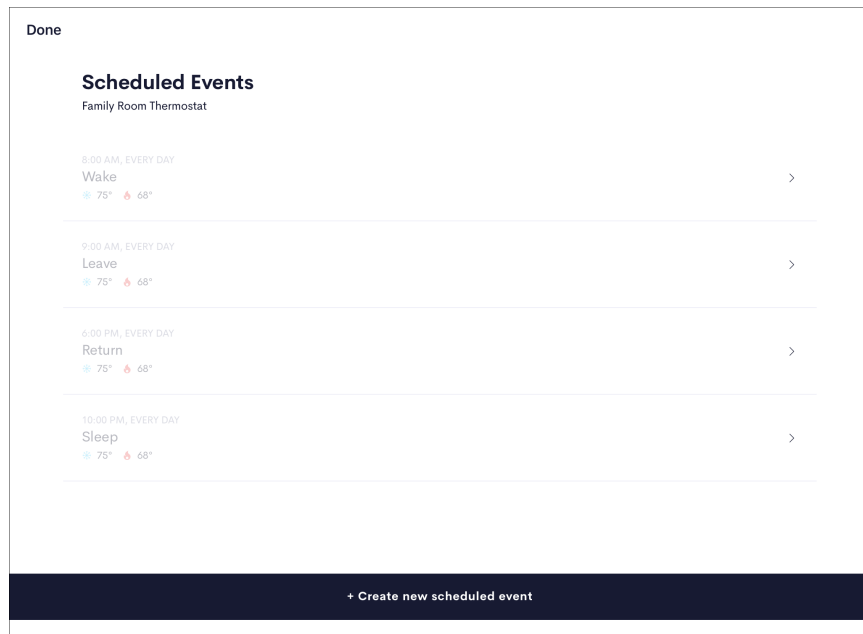 Done
Scheduled Events
Family Room Thermostat
8:00 AM, EVERY DAY
Wake
75° 68°
9:00 AM, EVERY DAY
Leave
75° 68°
6:00 PM, EVERY DAY
Return
75° 68°
10:00 PM, EVERY DAY
Sleep
75° 68°
+ Create new scheduled event